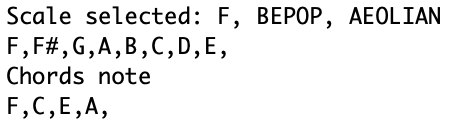 Scale selected: F, BEPOP, AEOLIAN
F,F#,G,A,B,C,D,E,
Chords note
F,C,E,A,